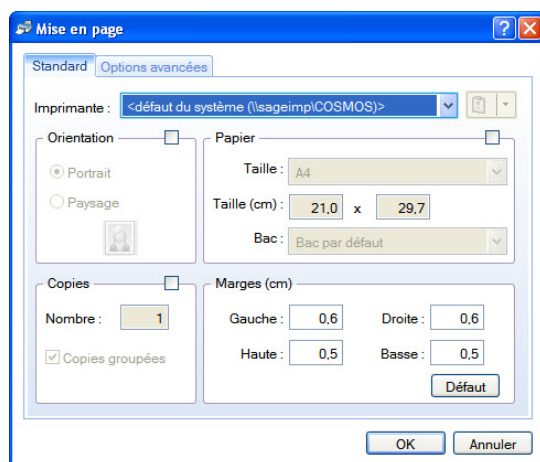 Mise en page
Standard Options avancées
Imprimante : <défaut du système (\\sageimp\COSMOS)>
Orientation
Portrait
Paysage
Papier
Taille : A4
Taille (cm) : 21,0 x 29,7
Bac : Bac par défaut
Copies
Nombre : 1
Copies groupées
Marges (cm)
Gauche : 0,6 Droite : 0,6
Haute : 0,5 Basse : 0,5
Défaut
OK Annuler